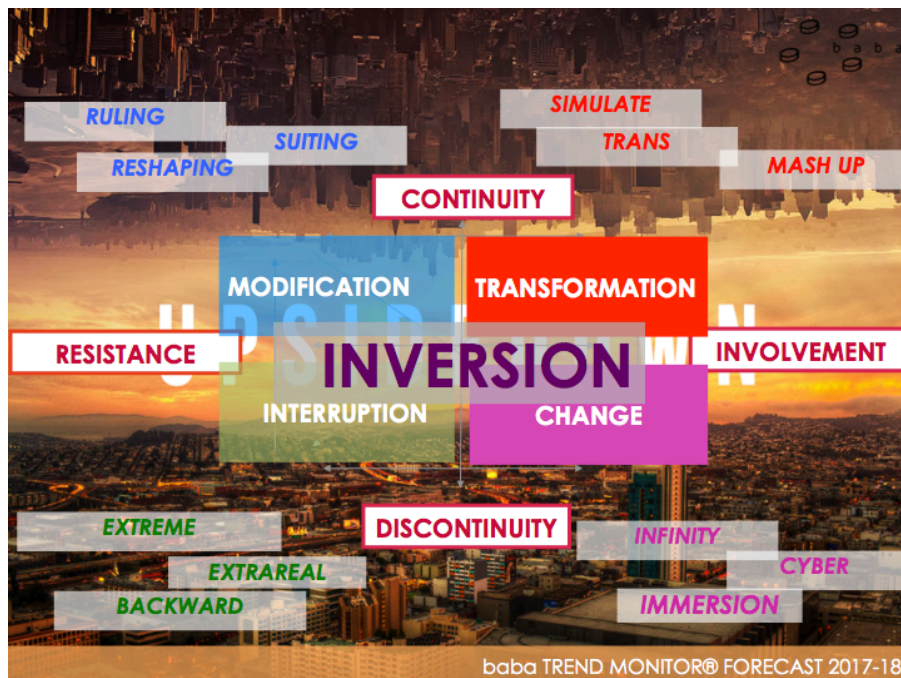 baba
RULING
SUITING
RESHAPING
SIMULATE
TRANS
MASH UP
CONTINUITY
MODIFICATION
TRANSFORMATION
RESISTANCE
INVERSION
INVOLVEMENT
INTERRUPTION
CHANGE
DISCONTINUITY
EXTREME
EXTRAREAL
BACKWARD
INFINITY
CYBER
IMMERSION
baba TREND MONITOR® FORECAST 2017-18